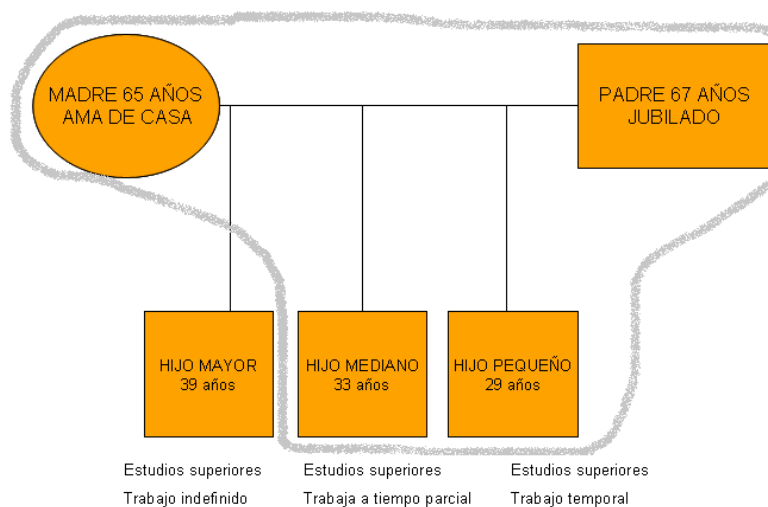 MADRE 65 AÑOS
AMA DE CASA
PADRE 67 AÑOS
JUBILADO
HIJO MAYOR
39 años
HIJO MEDIANO
33 años
HIJO PEQUEÑO
29 años
Estudios superiores
Trabajo indefinido
Estudios superiores
Trabaja a tiempo parcial
Estudios superiores
Trabajo temporal